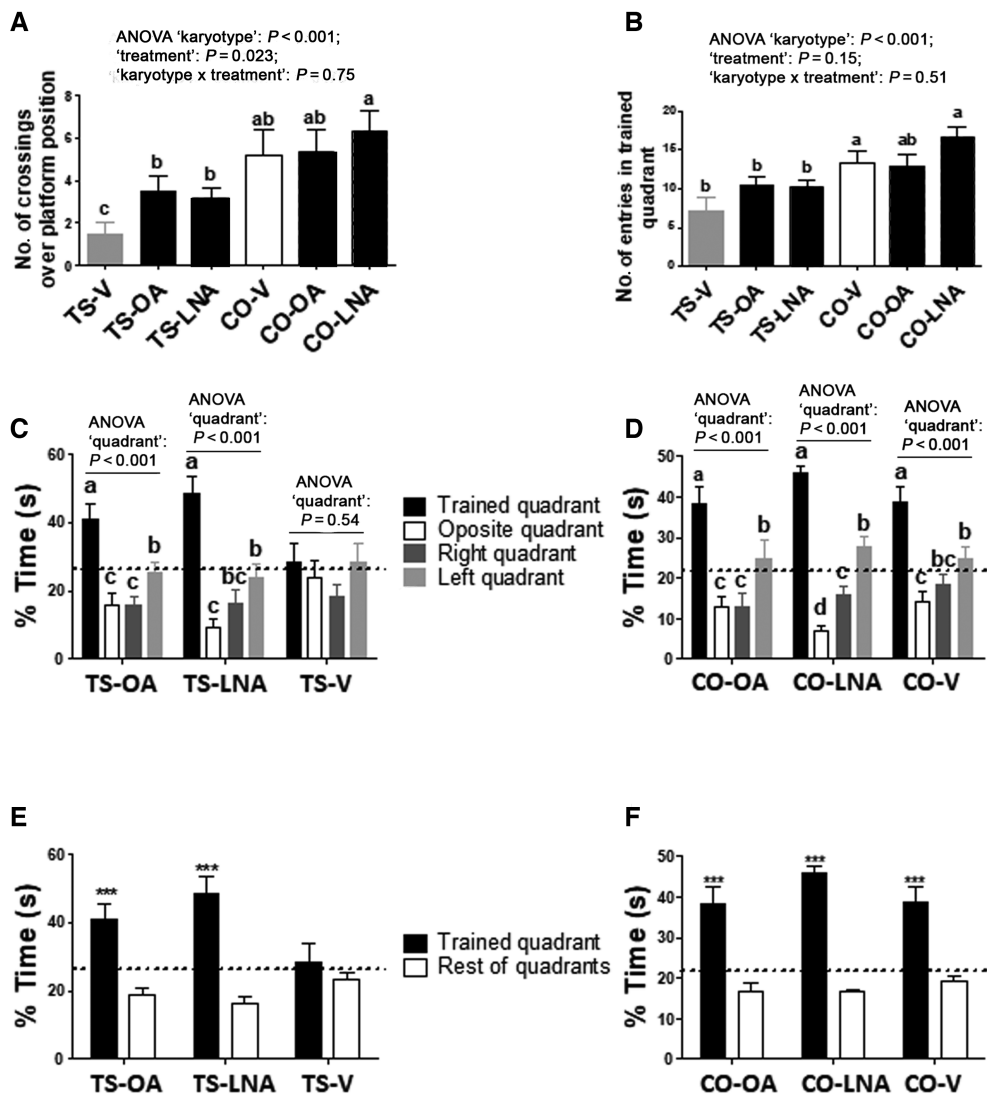 A
ANOVA 'karyotype': P < 0.001;
'treatment': P = 0.023;
'karyotype x treatment': P = 0.75
No. of crossings
over platform position
8
6
4
2
0
c
b
b
ab
ab
a
TS-V
TS-OA
TS-LNA
CO-V
CO-OA
CO-LNA
B
ANOVA 'karyotype': P < 0.001;
'treatment': P = 0.15;
'karyotype x treatment': P = 0.51
No. of entries in trained
quadrant
20
15
10
5
0
b
b
b
a
ab
a
TS-V
TS-OA
TS-LNA
CO-V
CO-OA
CO-LNA
C
ANOVA
'quadrant':
P < 0.001
ANOVA
'quadrant':
P < 0.001
ANOVA
'quadrant':
P = 0.54
% Time (s)
60
40
20
0
a
c
c
b
a
c
bc
b
TS-OA
TS-LNA
TS-V
Trained quadrant
Oposite quadrant
Right quadrant
Left quadrant
D
ANOVA
'quadrant':
P < 0.001
ANOVA
'quadrant':
P < 0.001
ANOVA
'quadrant':
P < 0.001
% Time (s)
50
40
30
20
10
0
a
c
c
b
a
d
c
b
a
c
bc
b
CO-OA
CO-LNA
CO-V
E
% Time (s)
60
40
20
0
***
***
TS-OA
TS-LNA
TS-V
Trained quadrant
Rest of quadrants
F
% Time (s)
50
40
30
20
10
0
***
***
***
CO-OA
CO-LNA
CO-V